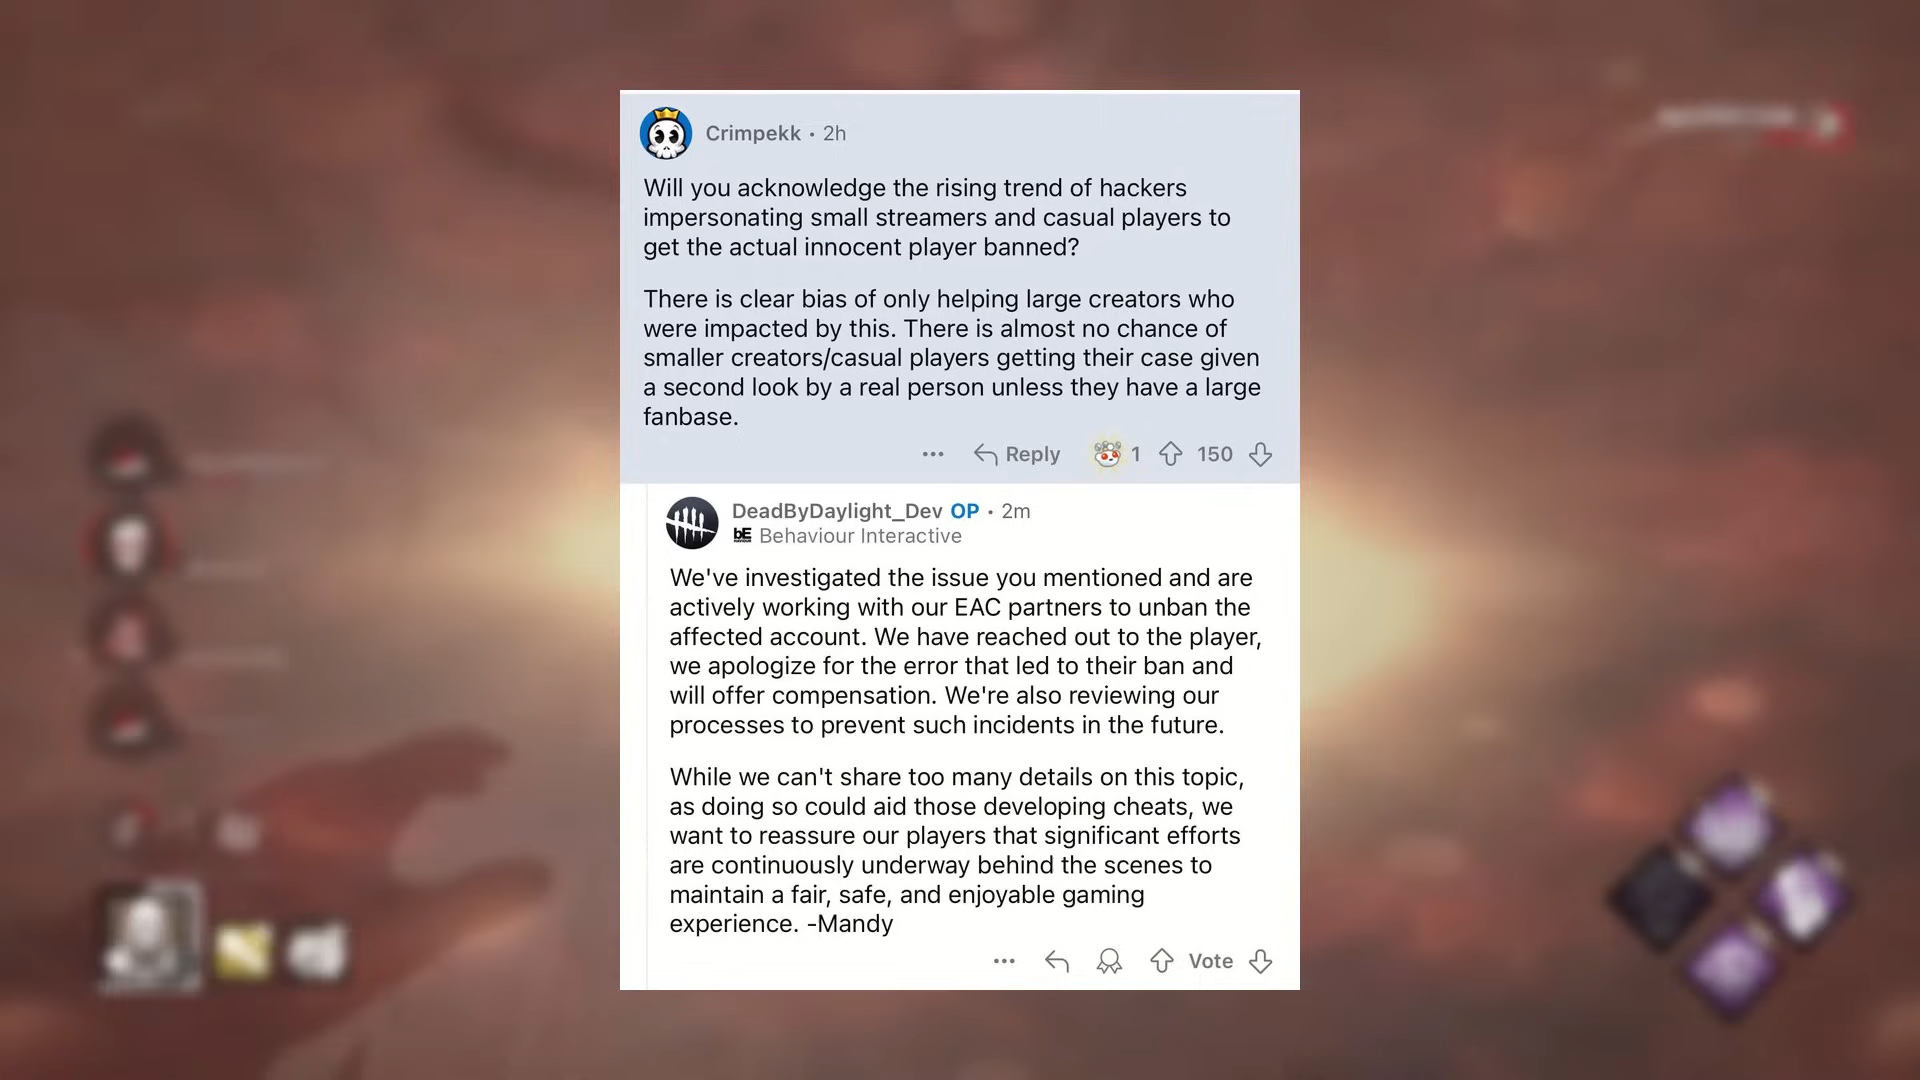 Crimpekk • 2h
Will you acknowledge the rising trend of hackers
impersonating small streamers and casual players to
get the actual innocent player banned?
There is clear bias of only helping large creators who
were impacted by this. There is almost no chance of
smaller creators/casual players getting their case given
a second look by a real person unless they have a large
fanbase.
... Reply 1 150
DeadByDaylight_Dev OP • 2m
bE Behaviour Interactive
We've investigated the issue you mentioned and are
actively working with our EAC partners to unban the
affected account. We have reached out to the player,
we apologize for the error that led to their ban and
will offer compensation. We're also reviewing our
processes to prevent such incidents in the future.
While we can't share too many details on this topic,
as doing so could aid those developing cheats, we
want to reassure our players that significant efforts
are continuously underway behind the scenes to
maintain a fair, safe, and enjoyable gaming
experience. -Mandy
... Vote